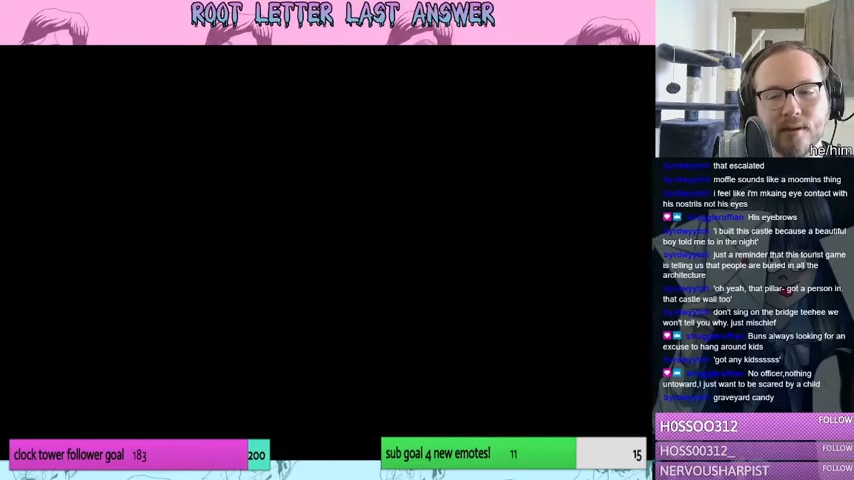 ROOT LETTER LAST ANSWER
he/him
that escalated
moffle sounds like a moomins thing
i feel like i'm mkaing eye contact with
his nostrils not his eyes
His eyebrows
'i built this castle because a beautiful
boy told me to in the night'
just a reminder that this tourist game
is telling us that people are buried in all the
architecture
'oh yeah, that pillar- got a person in.
that castle wall too'
don't sing on the bridge teehee we
won't tell you why. just mischief
Buns always looking for an
excuse to hang around kids
'got any kidssssss'
No officer,nothing
untoward,I just want to be scared by a child
graveyard candy
FOLLOW
H0SSOO312
HOSS00312_ FOLLOW
NERVOUSHARPIST FOLLOW
clock tower follower goal 183 200
sub goal 4 new emotes! 11 15